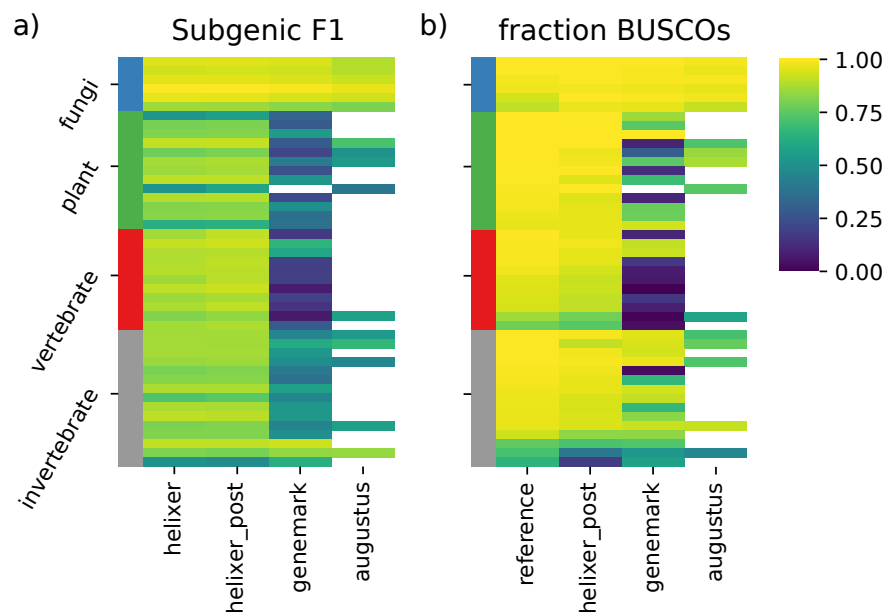 a) Subgenic F1
b) fraction BUSCOs
fungi
plant
vertebrate
invertebrate
helixer
helixer_post
genemark
augustus
reference
helixer_post
genemark
augustus
1.00
0.75
0.50
0.25
0.00